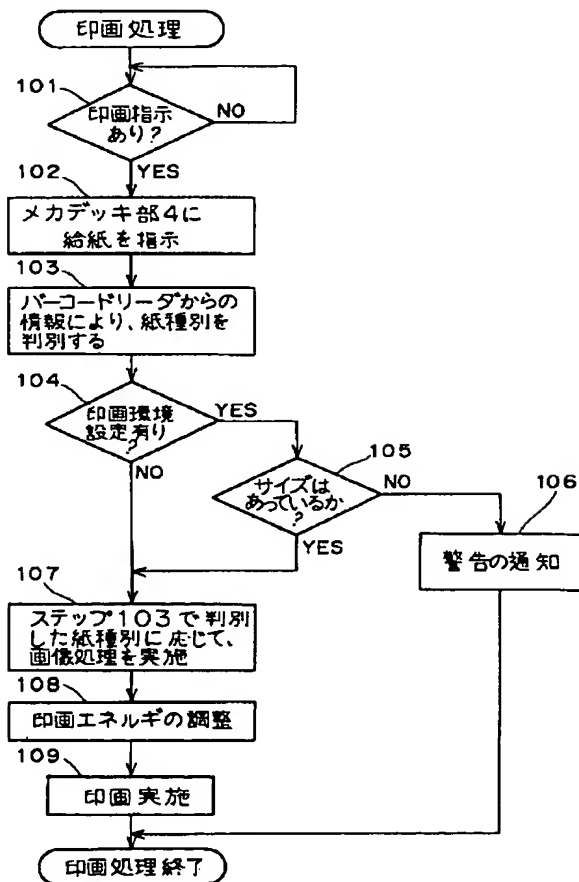 印画処理
101
印画指示
あり?
NO
YES
102
メカデッキ部4に
給紙を指示
103
バーコードリーダからの
情報により、紙種別を
判別する
104
印画環境
設定有り
?
YES
NO
105
サイズは
あっているか
?
NO
YES
106
警告の通知
107
ステップ103で判別
した紙種別に応じて、
画像処理を実施
108
印画エネルギの調整
109
印画実施
印画処理終了